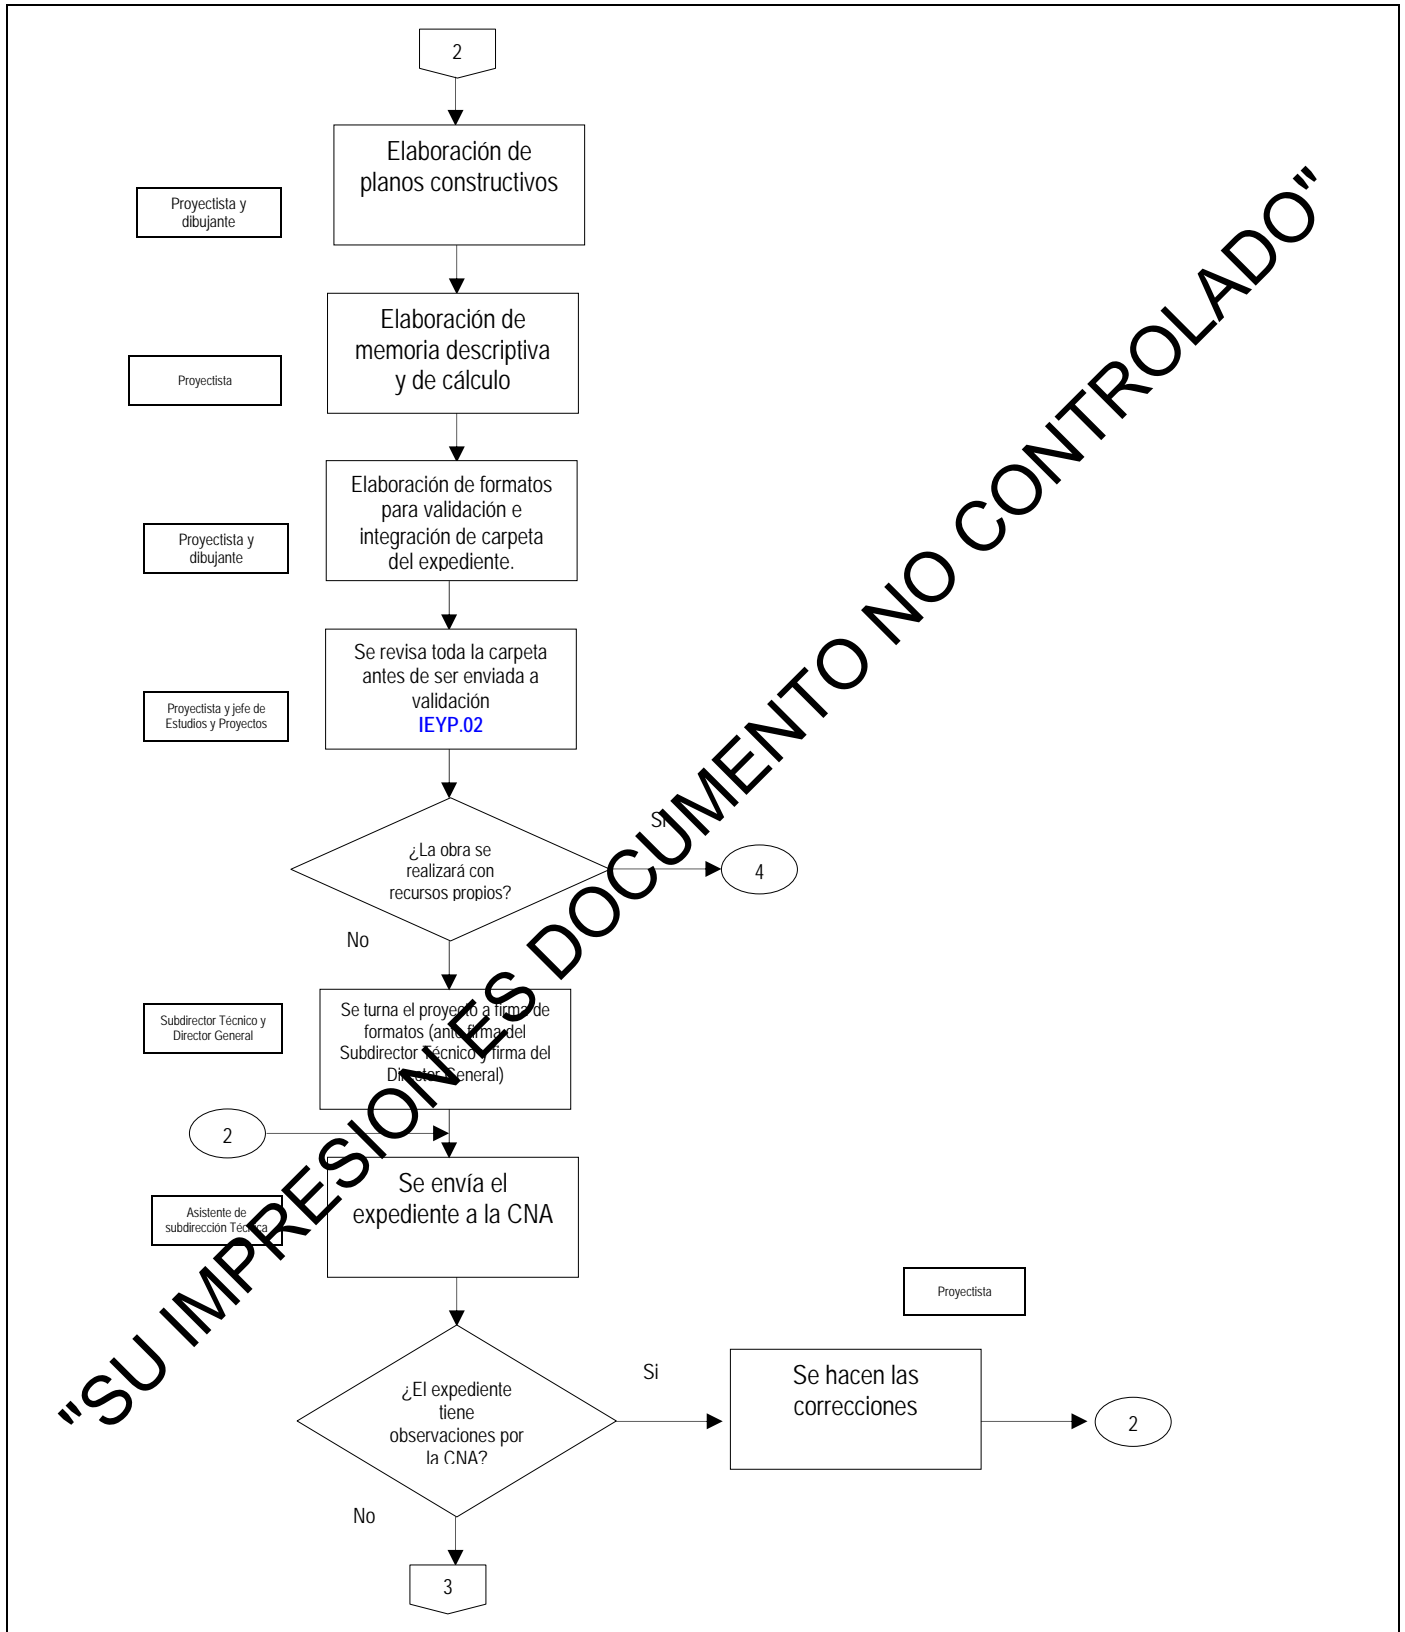 2
Elaboración de
planos constructivos
Proyectista y
dibujante
Elaboración de
memoria descriptiva
y de cálculo
Proyectista
Elaboración de formatos
para validación e
integración de carpeta
del expediente.
Proyectista y
dibujante
Se revisa toda la carpeta
antes de ser enviada a
validación
IEYP.02
Proyectista y jefe de
Estudios y Proyectos
¿La obra se
realizará con
recursos propios?
Si
4
No
Se turna el proyecto a firma de
formatos (ante firma del
Subdirector Técnico y firma del
Director General)
Subdirector Técnico y
Director General
2
Se envía el
expediente a la CNA
Asistente de
subdirección Técnica
Proyectista
¿El expediente
tiene
observaciones por
la CNA?
Si
Se hacen las
correcciones
2
No
3
"SU IMPRESION ES DOCUMENTO NO CONTROLADO"